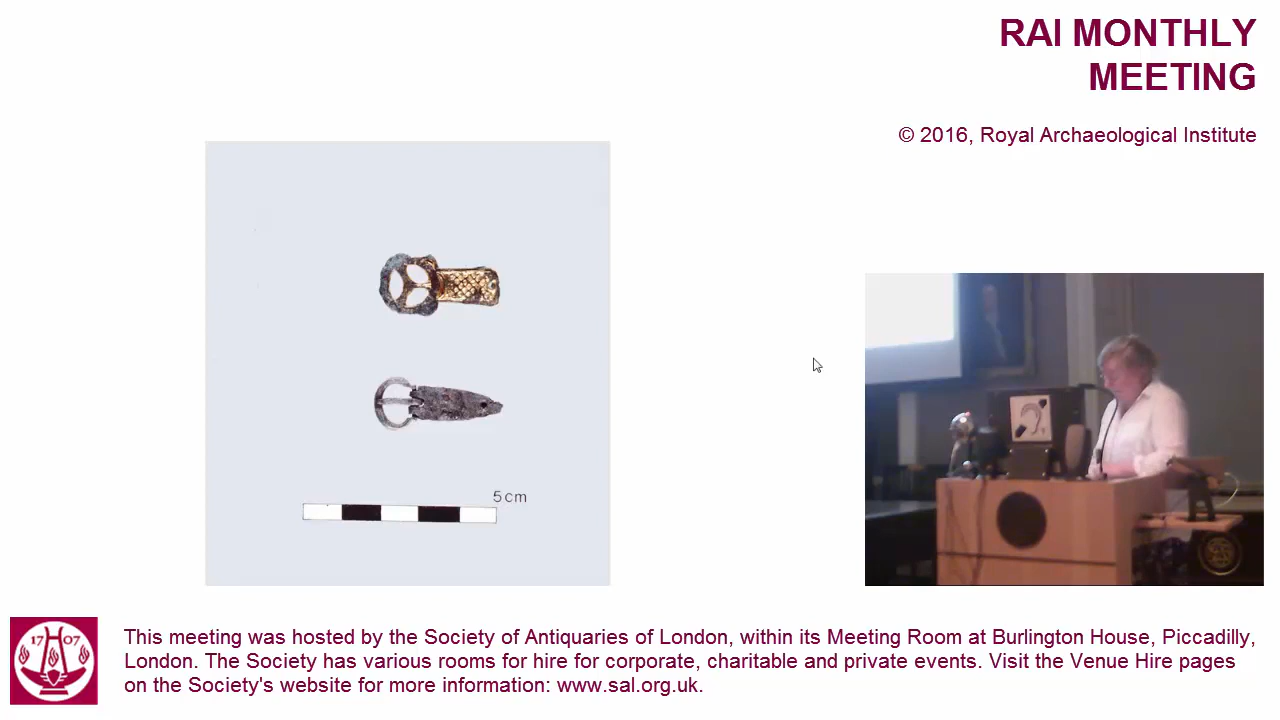 RAI MONTHLY
MEETING
© 2016, Royal Archaeological Institute
5cm
17 07
This meeting was hosted by the Society of Antiquaries of London, within its Meeting Room at Burlington House, Piccadilly,
London. The Society has various rooms for hire for corporate, charitable and private events. Visit the Venue Hire pages
on the Society's website for more information: www.sal.org.uk.